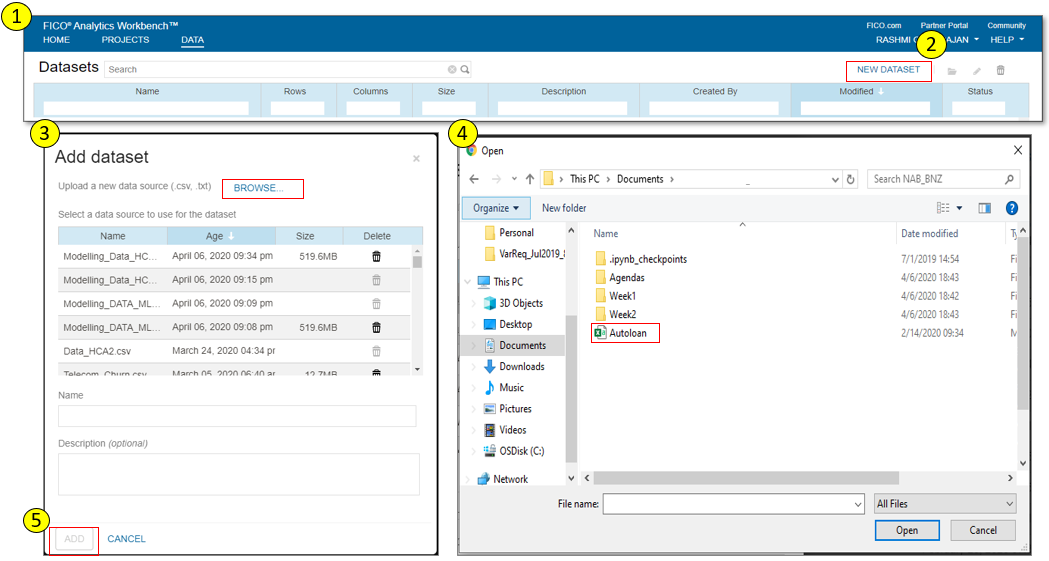 1
FICO® Analytics Workbench™
FICO.com Partner Portal Community
HOME PROJECTS DATA
RASHMI AJAN HELP
2
Datasets Search
NEW DATASET
Name Rows Columns Size Description Created By Modified Status
3
Add dataset
Upload a new data source (.csv, .txt) BROWSE...
Select a data source to use for the dataset
Name Age Size Delete
Modelling_Data_HC... April 06, 2020 09:34 pm 519.6MB
Modelling_Data_HC... April 06, 2020 09:15 pm
Modelling_DATA_ML... April 06, 2020 09:09 pm
Modelling_DATA_ML... April 06, 2020 09:08 pm 519.6MB
Data_HCA2.csv March 24, 2020 04:34 pr
Telecom_Churn.csv March 05, 2020 06:40 ar 12.7MB
Name
Description (optional)
5
ADD CANCEL
4
Open
This PC Documents
Search NAB_BNZ
Organize New folder
Name Date modified
Personal
VarReq_Jul2019_8
This PC
3D Objects
Desktop
Documents
Downloads
Music
Pictures
Videos
OSDisk (C:)
Network
.ipynb_checkpoints 7/1/2019 14:54 Fi
Agendas 4/6/2020 18:43 Fi
Week1 4/6/2020 18:42 Fi
Week2 4/6/2020 18:43 Fi
Autoloan 2/14/2020 09:34 M
File name: All Files
Open Cancel